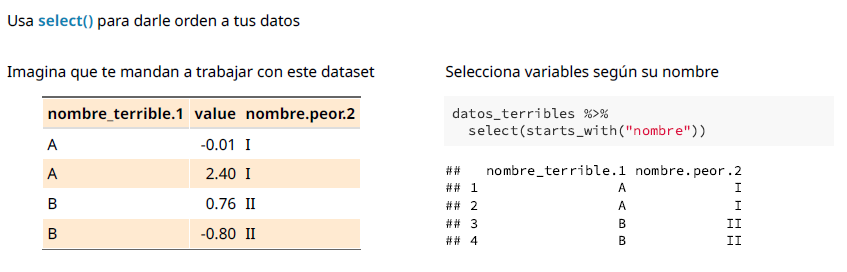 Usa select() para darle orden a tus datos
Imagina que te mandan a trabajar con este dataset
nombre_terrible.1 value nombre.peor.2
A -0.01 I
A 2.40 I
B 0.76 II
B -0.80 II
Selecciona variables según su nombre
datos_terribles %>%
  select(starts_with("nombre"))
##   nombre_terrible.1 nombre.peor.2
## 1                 A             I
## 2                 A             I
## 3                 B            II
## 4                 B            II